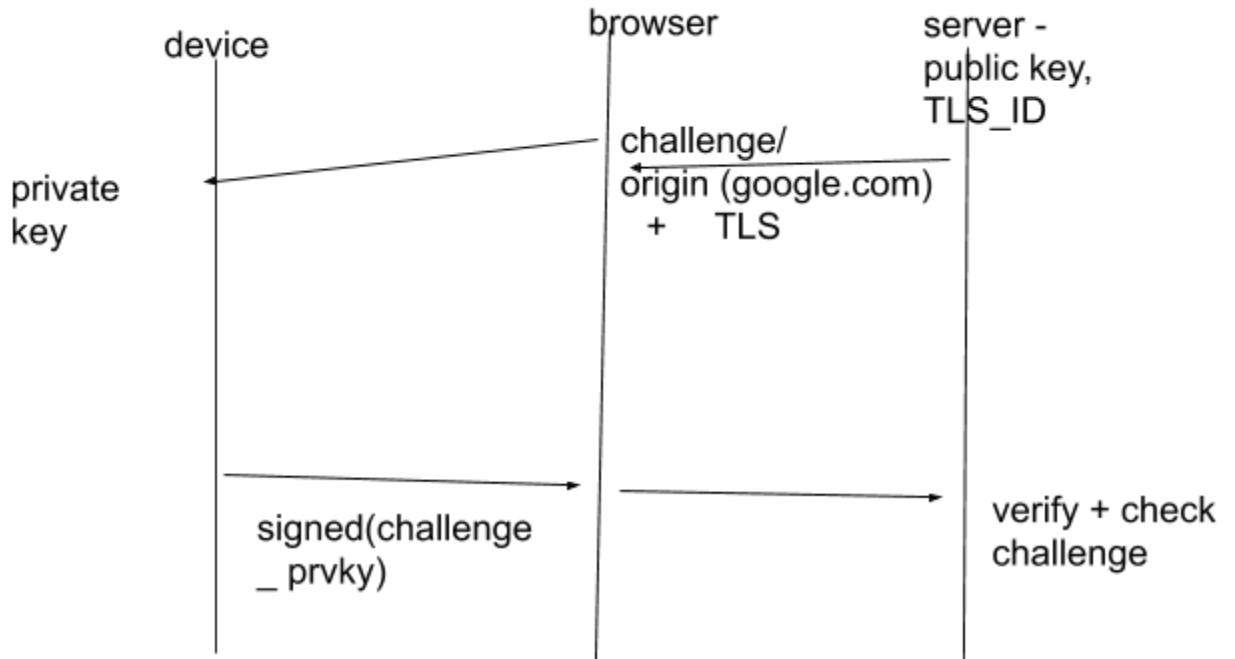 device
browser
server -
public key,
TLS_ID
challenge/
origin (google.com)
+ TLS
private
key
signed(challenge
_ prvky)
verify + check
challenge